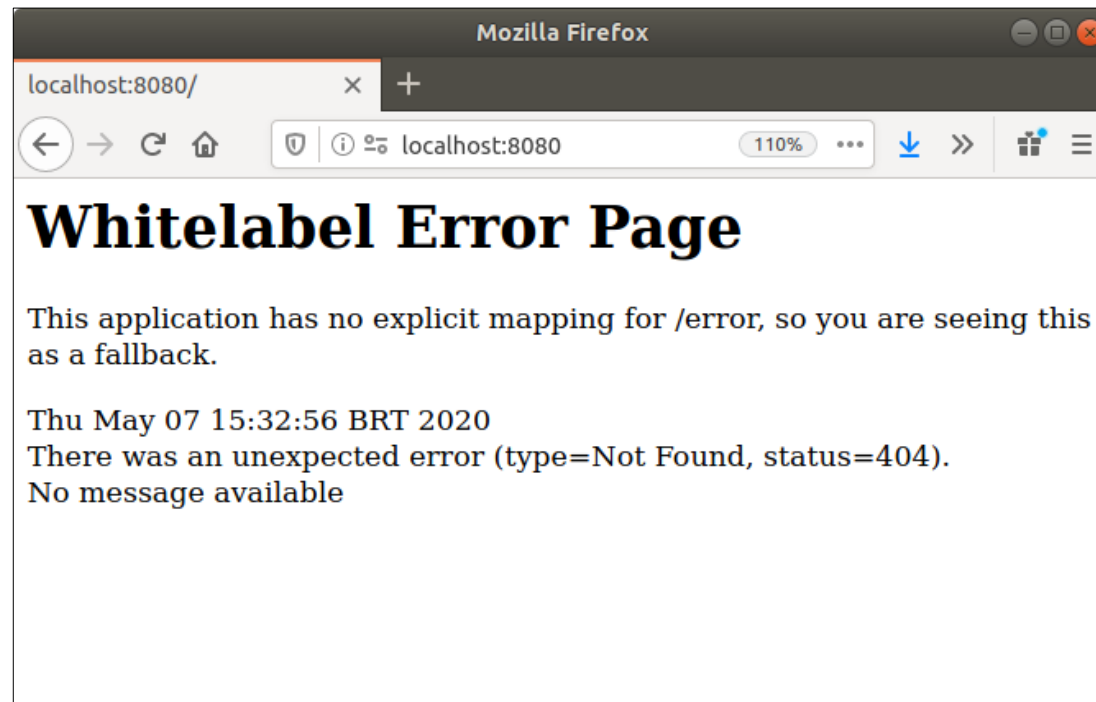 Mozilla Firefox
localhost:8080/
localhost:8080
110%
Whitelabel Error Page
This application has no explicit mapping for /error, so you are seeing this
as a fallback.
Thu May 07 15:32:56 BRT 2020
There was an unexpected error (type=Not Found, status=404).
No message available